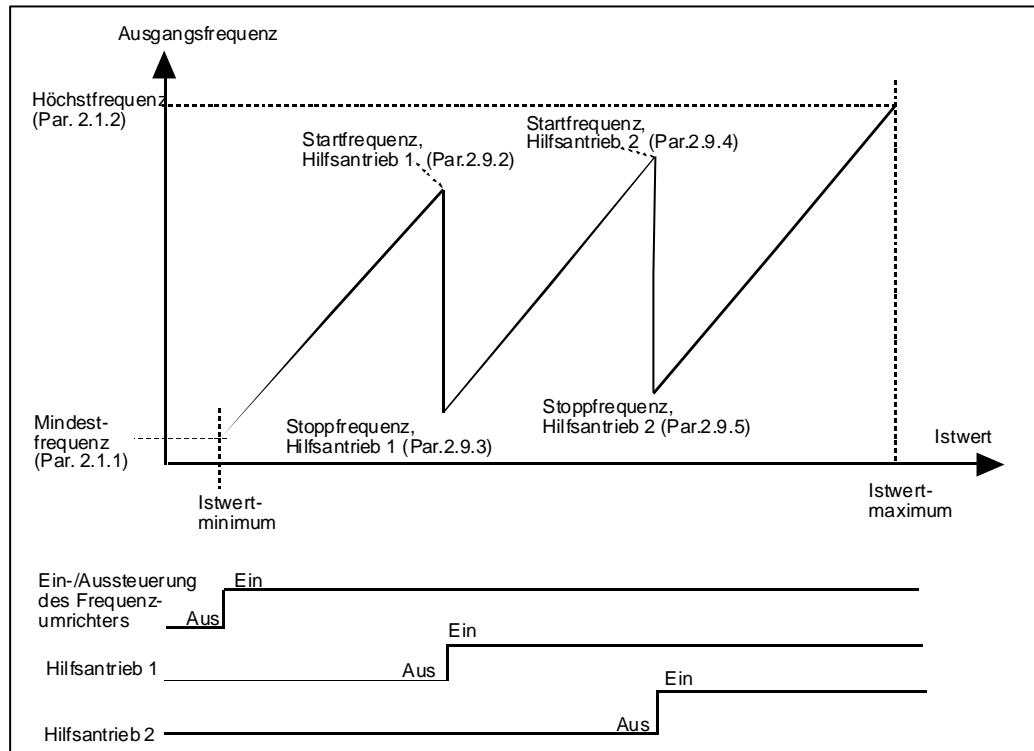 Ausgangsfrequenz
Höchstfrequenz
(Par. 2.1.2)
Startfrequenz,
Hilfsantrieb 1 (Par.2.9.2)
Startfrequenz,
Hilfsantrieb 2 (Par.2.9.4)
Mindest-
frequenz
(Par. 2.1.1)
Stoppfrequenz,
Hilfsantrieb 1 (Par.2.9.3)
Stoppfrequenz,
Hilfsantrieb 2 (Par.2.9.5)
Istwert
Istwert-
minimum
Istwert-
maximum
Ein-/Aussteuerung
des Frequenz-
umrichters
Aus
Ein
Hilfsantrieb 1
Aus
Ein
Hilfsantrieb 2
Aus
Ein